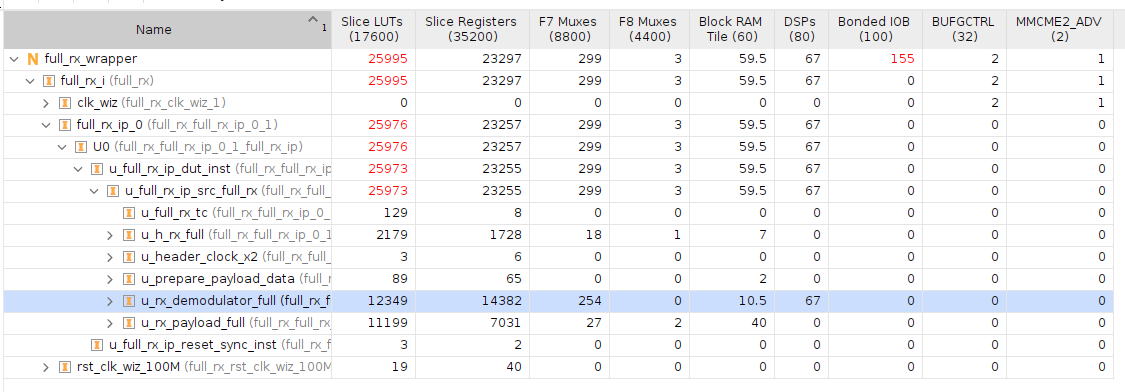 Name 1 Slice LUTs (17600) Slice Registers (35200) F7 Muxes (8800) F8 Muxes (4400) Block RAM Tile (60) DSPs (80) Bonded IOB (100) BUFGCTRL (32) MMCME2_ADV (2)
N full_rx_wrapper 25995 23297 299 3 59.5 67 155 2 1
I full_rx_i (full_rx) 25995 23297 299 3 59.5 67 0 2 1
I clk_wiz (full_rx_clk_wiz_1) 0 0 0 0 0 0 0 2 1
I full_rx_ip_0 (full_rx_full_rx_ip_0_1) 25976 23257 299 3 59.5 67 0 0 0
I U0 (full_rx_full_rx_ip_0_1_full_rx_ip) 25976 23257 299 3 59.5 67 0 0 0
I u_full_rx_ip_dut_inst (full_rx_full_rx_ip 25973 23255 299 3 59.5 67 0 0 0
I u_full_rx_ip_src_full_rx (full_rx_full_ 25973 23255 299 3 59.5 67 0 0 0
I u_full_rx_tc (full_rx_full_rx_ip_0_ 129 8 0 0 0 0 0 0 0
I u_h_rx_full (full_rx_full_rx_ip_0_1 2179 1728 18 1 7 0 0 0 0
I u_header_clock_x2 (full_rx_full_ 3 6 0 0 0 0 0 0 0
I u_prepare_payload_data (full_r 89 65 0 0 2 0 0 0 0
I u_rx_demodulator_full (full_rx_f 12349 14382 254 0 10.5 67 0 0 0
I u_rx_payload_full (full_rx_full_rx_ 11199 7031 27 2 40 0 0 0 0
I u_full_rx_ip_reset_sync_inst (full_rx_f 3 2 0 0 0 0 0 0 0
I rst_clk_wiz_100M (full_rx_rst_clk_wiz_100M 19 40 0 0 0 0 0 0 0